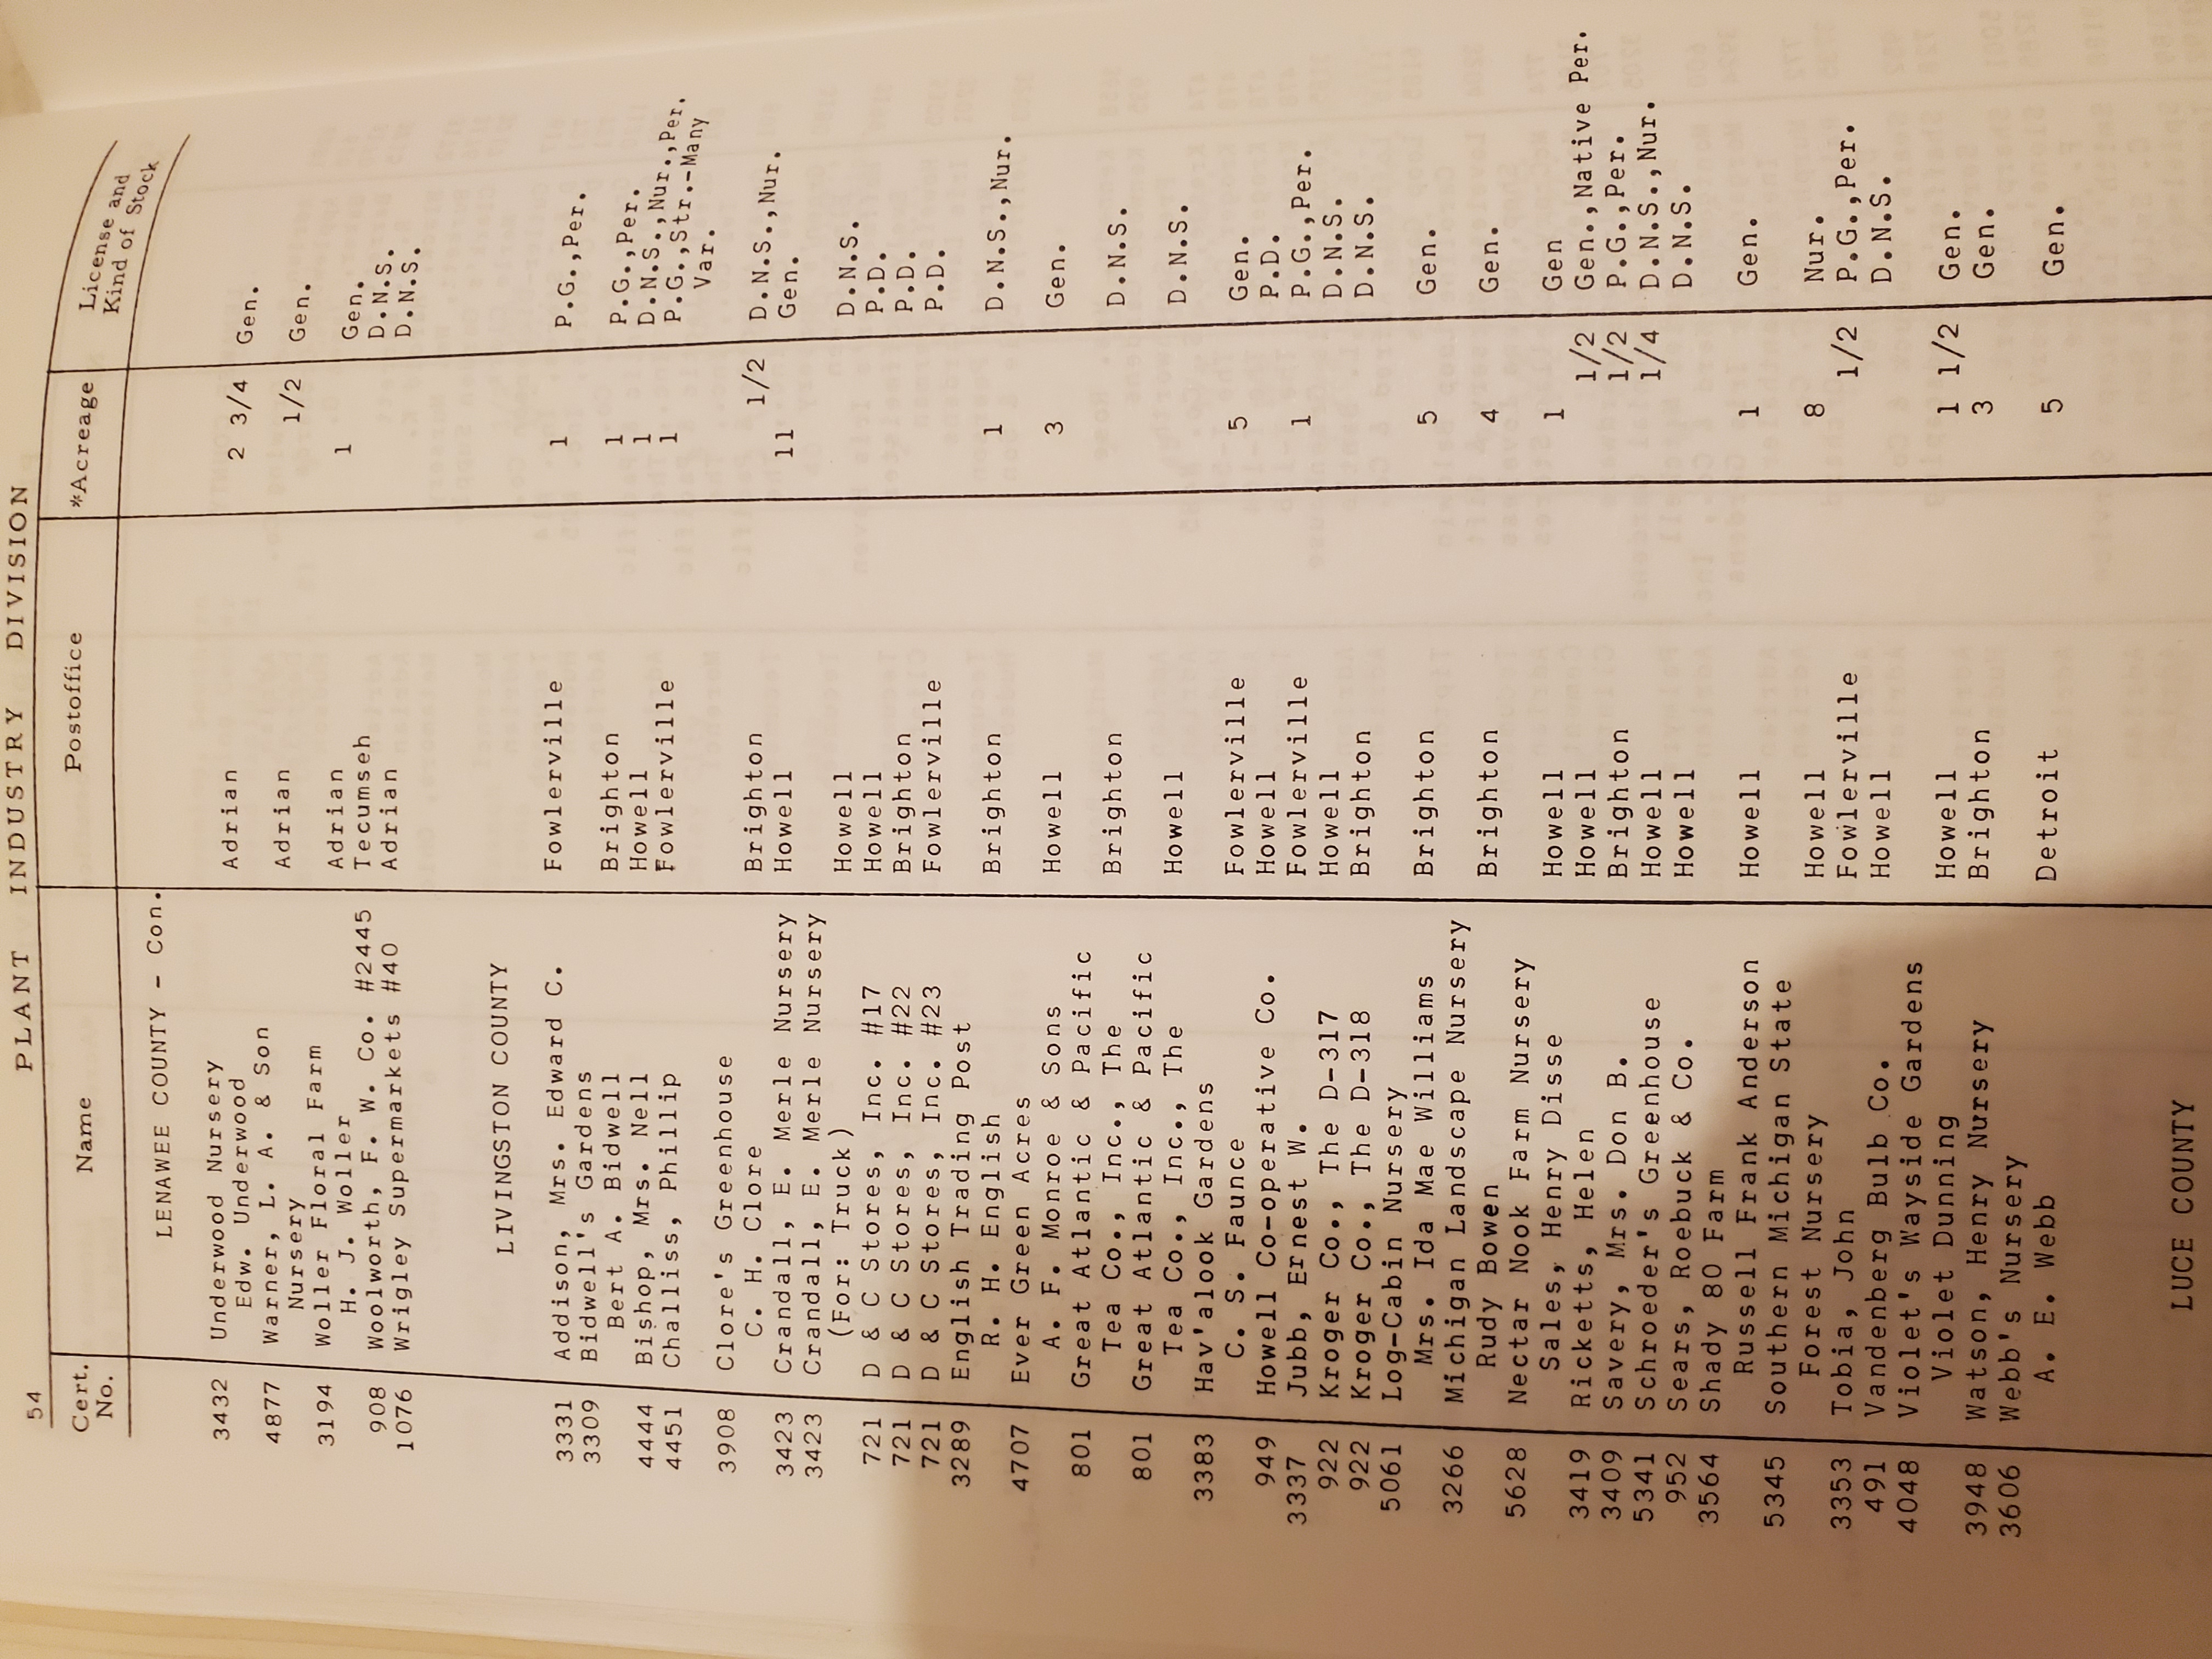 54 PLANT INDUSTRY DIVISION
Cert. No. Name Postoffice *Acreage License and Kind of Stock
LENAWEE COUNTY - Con.
3432 Underwood Nursery
Edw. Underwood Adrian 2 3/4 Gen.
4877 Warner, L. A. & Son
Nursery Adrian 1/2 Gen.
3194 Woller Floral Farm
H. J. Woller Adrian 1 Gen.
908 Woolworth, F. W. Co. #2445 Tecumseh D.N.S.
1076 Wrigley Supermarkets #40 Adrian D.N.S.
LIVINGSTON COUNTY
3331 Addison, Mrs. Edward C. Fowlerville 1 P.G.,Per.
3309 Bidwell's Gardens
Bert A. Bidwell Brighton 1 P.G.,Per.
4444 Bishop, Mrs. Nell Howell 1 D.N.S.,Nur.,Per.
4451 Challiss, Phillip Fowlerville 1 P.G.,Str.-Many
Var.
3908 Clore's Greenhouse
C. H. Clore Brighton 1/2 D.N.S.,Nur.
3423 Crandall, E. Merle Nursery Howell 11 Gen.
3423 Crandall, E. Merle Nursery
(For: Truck) Howell D.N.S.
721 D & C Stores, Inc. #17 Howell P.D.
721 D & C Stores, Inc. #22 Brighton P.D.
721 D & C Stores, Inc. #23 Fowlerville P.D.
3289 English Trading Post
R. H. English Brighton 1 D.N.S.,Nur.
4707 Ever Green Acres
A. F. Monroe & Sons Howell 3 Gen.
801 Great Atlantic & Pacific
Tea Co., Inc., The Brighton D.N.S.
801 Great Atlantic & Pacific
Tea Co., Inc., The Howell D.N.S.
3383 Hav'alook Gardens
C. S. Faunce Fowlerville 5 Gen.
949 Howell Co-operative Co. Howell P.D.
3337 Jubb, Ernest W. Fowlerville 1 P.G.,Per.
922 Kroger Co., The D-317 Howell D.N.S.
922 Kroger Co., The D-318 Brighton D.N.S.
5061 Log-Cabin Nursery
Mrs. Ida Mae Williams Brighton 5 Gen.
3266 Michigan Landscape Nursery
Rudy Bowen Brighton 4 Gen.
5628 Nectar Nook Farm Nursery
Sales, Henry Disse Howell 1 Gen
3419 Ricketts, Helen Howell 1/2 Gen.,Native Per.
3409 Savery, Mrs. Don B. Brighton 1/2 P.G.,Per.
5341 Schroeder's Greenhouse Howell 1/4 D.N.S.,Nur.
952 Sears, Roebuck & Co. Howell D.N.S.
3564 Shady 80 Farm
Russell Frank Anderson Howell 1 Gen.
5345 Southern Michigan State
Forest Nursery Howell 8 Nur.
3353 Tobia, John Fowlerville 1/2 P.G.,Per.
491 Vandenberg Bulb Co. Howell D.N.S.
4048 Violet's Wayside Gardens
Violet Dunning Howell 1 1/2 Gen.
3948 Watson, Henry Nursery Brighton 3 Gen.
3606 Webb's Nursery
A. E. Webb Detroit 5 Gen.
LUCE COUNTY